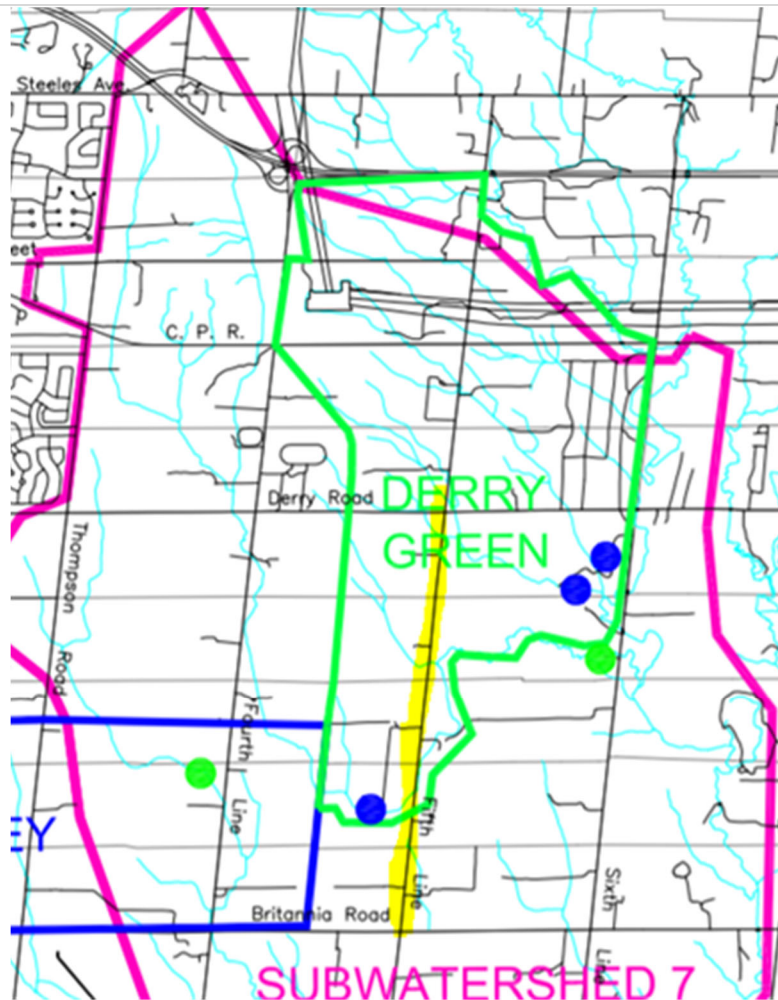 Steeles Ave.
eet
P
C. P. R.
Derry Road
DERRY
GREEN
Thompson
Road
Fourth
Line
EY
Fifth
Line
Sixth
Line
Britannia Road
SUBWATERSHED 7